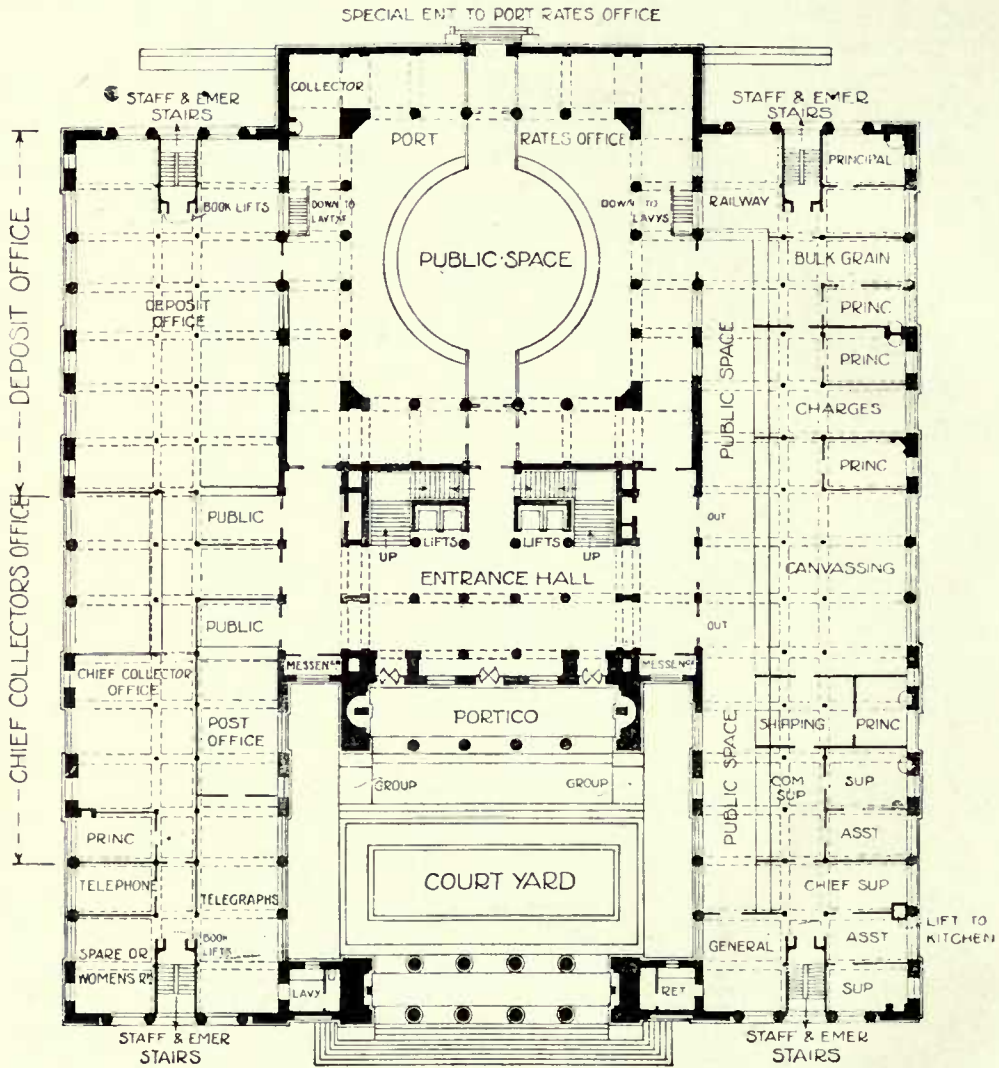 SPECIAL ENT TO PORT RATES OFFICE
COLLECTOR
STAFF & EMER
STAIRS
STAFF & EMER
STAIRS
PORT
RATES OFFICE
PRINCIPAL
BOOK LIFTS
DOWN TO
LAVYS
DOWN TO
LAVYS
RAILWAY
PUBLIC SPACE
BULK GRAIN
DEPOSIT
OFFICE
PRINC
DEPOSIT OFFICE
PUBLIC SPACE
PRINC
CHARGES
PRINC
PUBLIC
OUT
LIFTS
LIFTS
UP
UP
ENTRANCE HALL
CANVASSING
PUBLIC
OUT
CHIEF COLLECTORS OFFICE
MESSENGR
MESSENGR
CHIEF COLLECTOR
OFFICE
POST
OFFICE
PORTICO
SHIPPING
PRINC
PUBLIC SPACE
GROUP
GROUP
COM
SUP
SUP
PRINC
ASST
TELEPHONE
COURT YARD
CHIEF SUP
TELEGRAPHS
LIFT TO
KITCHEN
BOOK
LIFTS
SPARE OR
WOMENS RM
GENERAL
ASST
LAVY
RET
SUP
STAFF & EMER
STAIRS
STAFF & EMER
STAIRS